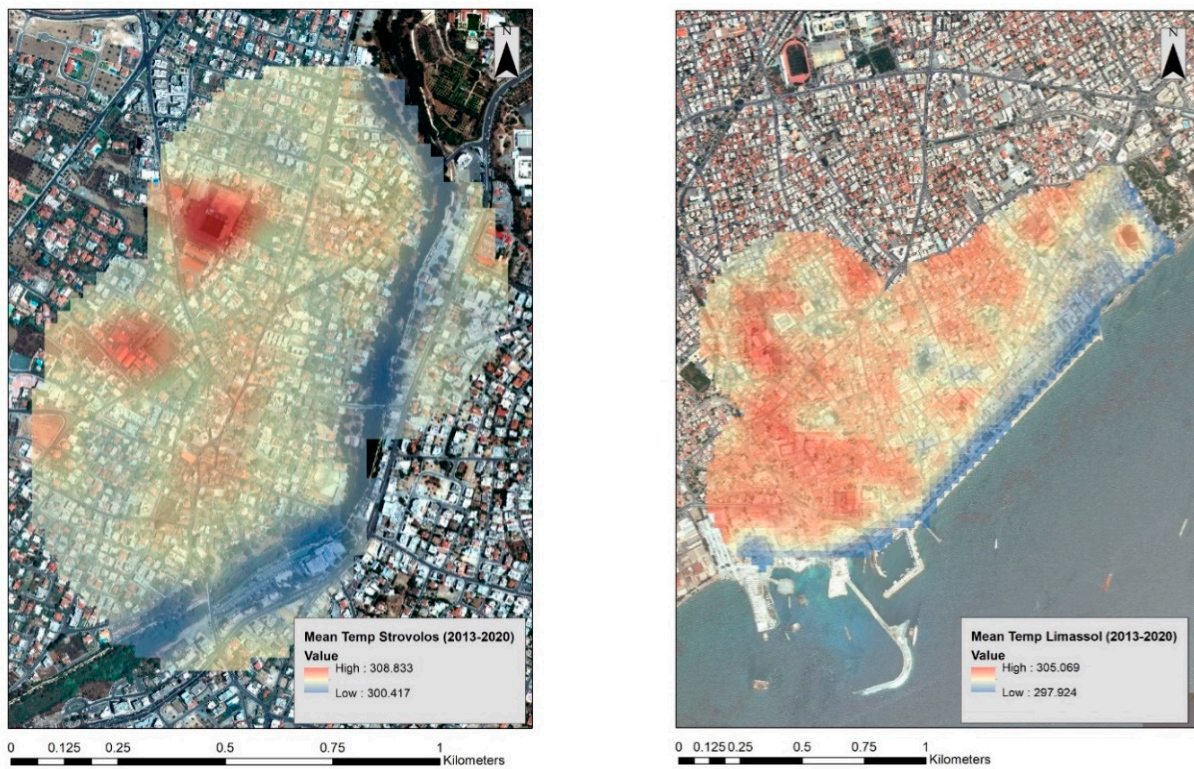 N
Mean Temp Strovolos (2013-2020)
Value
High : 308.833
Low : 300.417
0 0.125 0.25 0.5 0.75 1
Kilometers
N
Mean Temp Limassol (2013-2020)
Value
High : 305.069
Low : 297.924
0 0.125 0.25 0.5 0.75 1
Kilometers